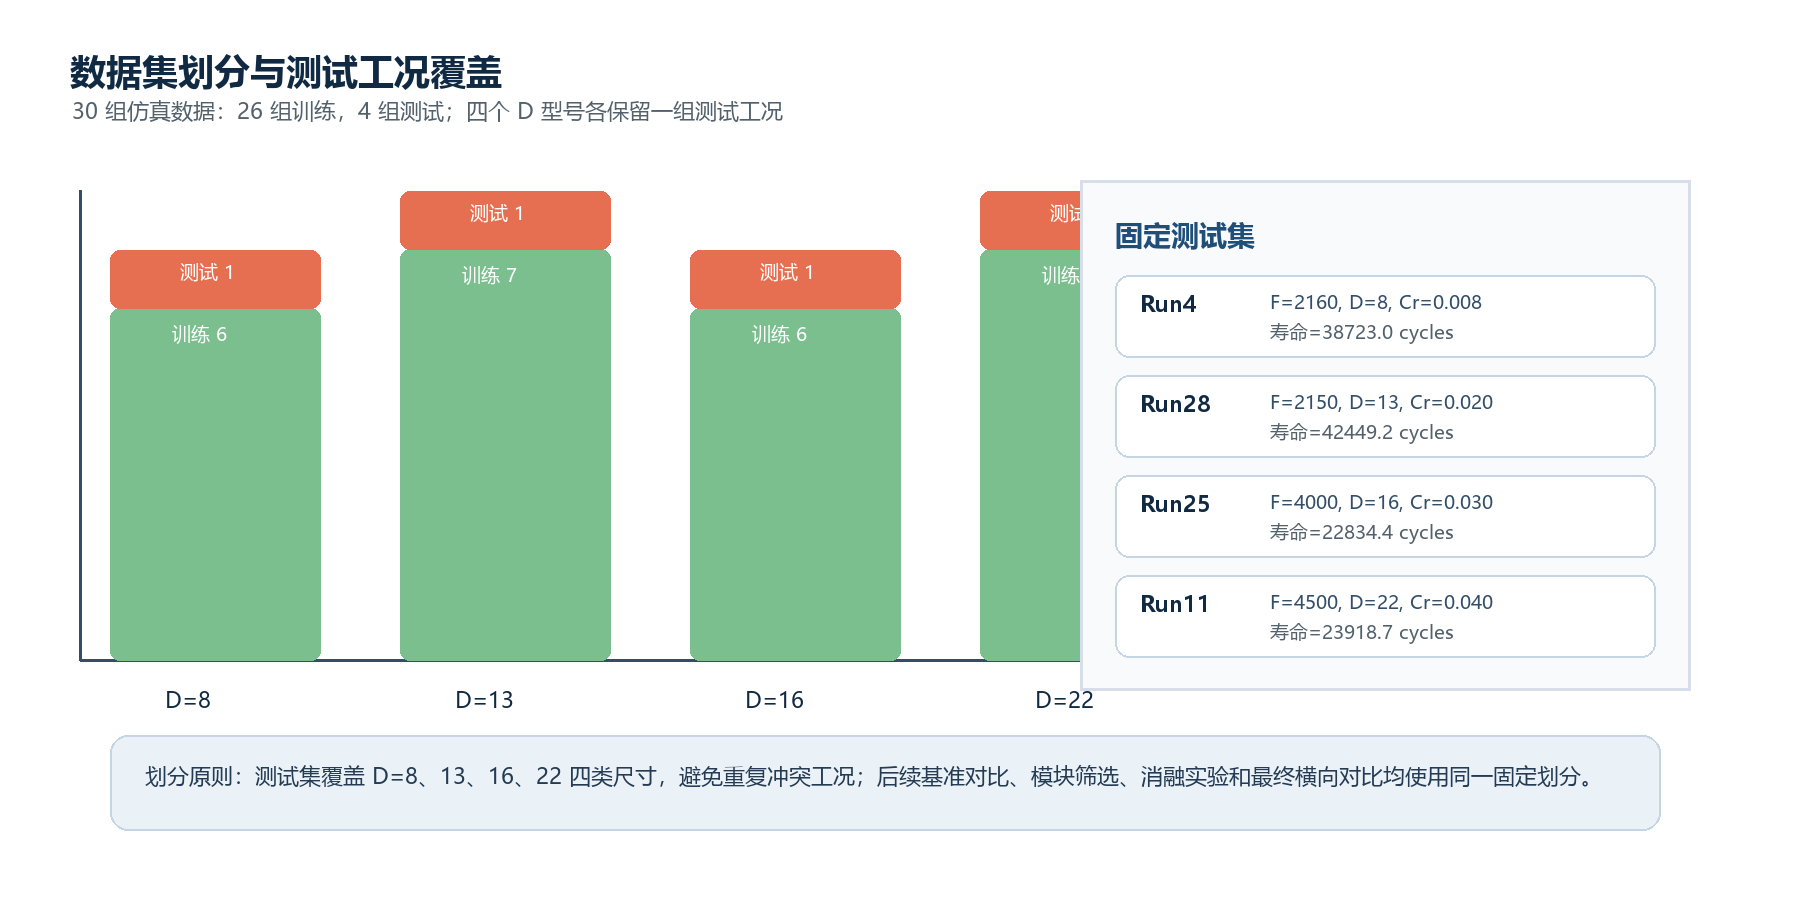 数据集划分与测试工况覆盖
30 组仿真数据：26 组训练，4 组测试；四个 D 型号各保留一组测试工况
测试 1
训练 6
D=8
测试 1
训练 7
D=13
测试 1
训练 6
D=16
测
训练
D=22
固定测试集
Run4
F=2160, D=8, Cr=0.008
寿命=38723.0 cycles
Run28
F=2150, D=13, Cr=0.020
寿命=42449.2 cycles
Run25
F=4000, D=16, Cr=0.030
寿命=22834.4 cycles
Run11
F=4500, D=22, Cr=0.040
寿命=23918.7 cycles
划分原则：测试集覆盖 D=8、13、16、22 四类尺寸，避免重复冲突工况；后续基准对比、模块筛选、消融实验和最终横向对比均使用同一固定划分。